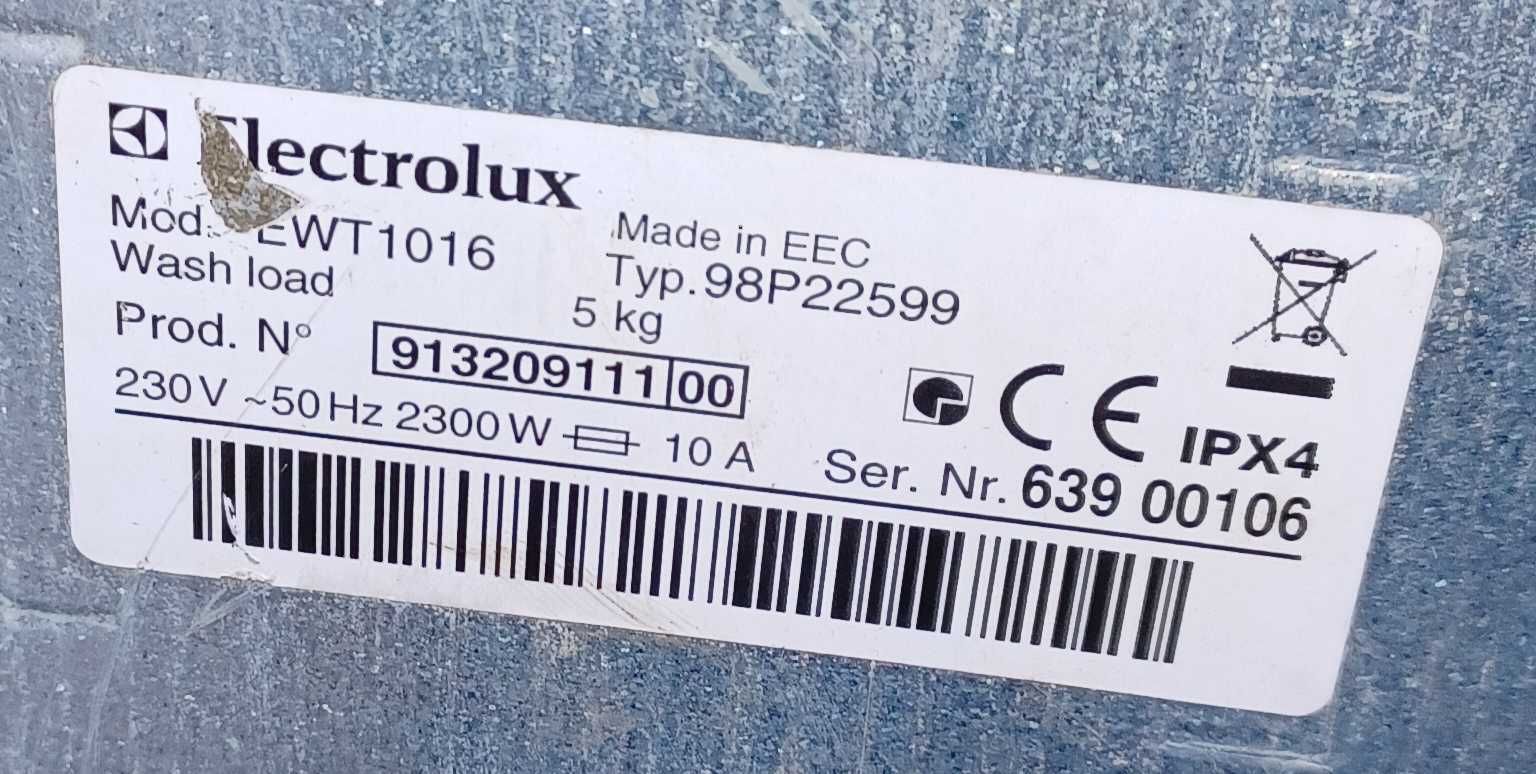 Electrolux
Mod. EWT1016
Made in EEC
Wash load
Typ.98P22599
5 kg
Prod. N° 913209111 00
230V ~50Hz 2300W 10 A
CE IPX4
Ser. Nr. 639 00106